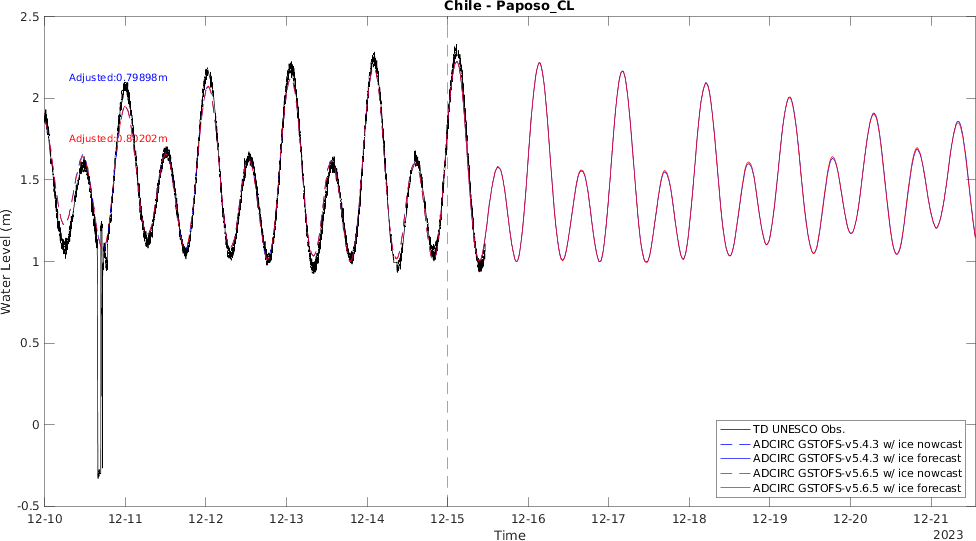 Chile - Paposo_CL
2.5
2
1.5
1
0.5
0
-0.5
Water Level (m)
Adjusted:0.79898m
Adjusted:0.80202m
TD UNESCO Obs.
ADCIRC GSTOFS-v5.4.3 w/ ice nowcast
ADCIRC GSTOFS-v5.4.3 w/ ice forecast
ADCIRC GSTOFS-v5.6.5 w/ ice nowcast
ADCIRC GSTOFS-v5.6.5 w/ ice forecast
12-10 12-11 12-12 12-13 12-14 12-15 12-16 12-17 12-18 12-19 12-20 12-21
Time
2023